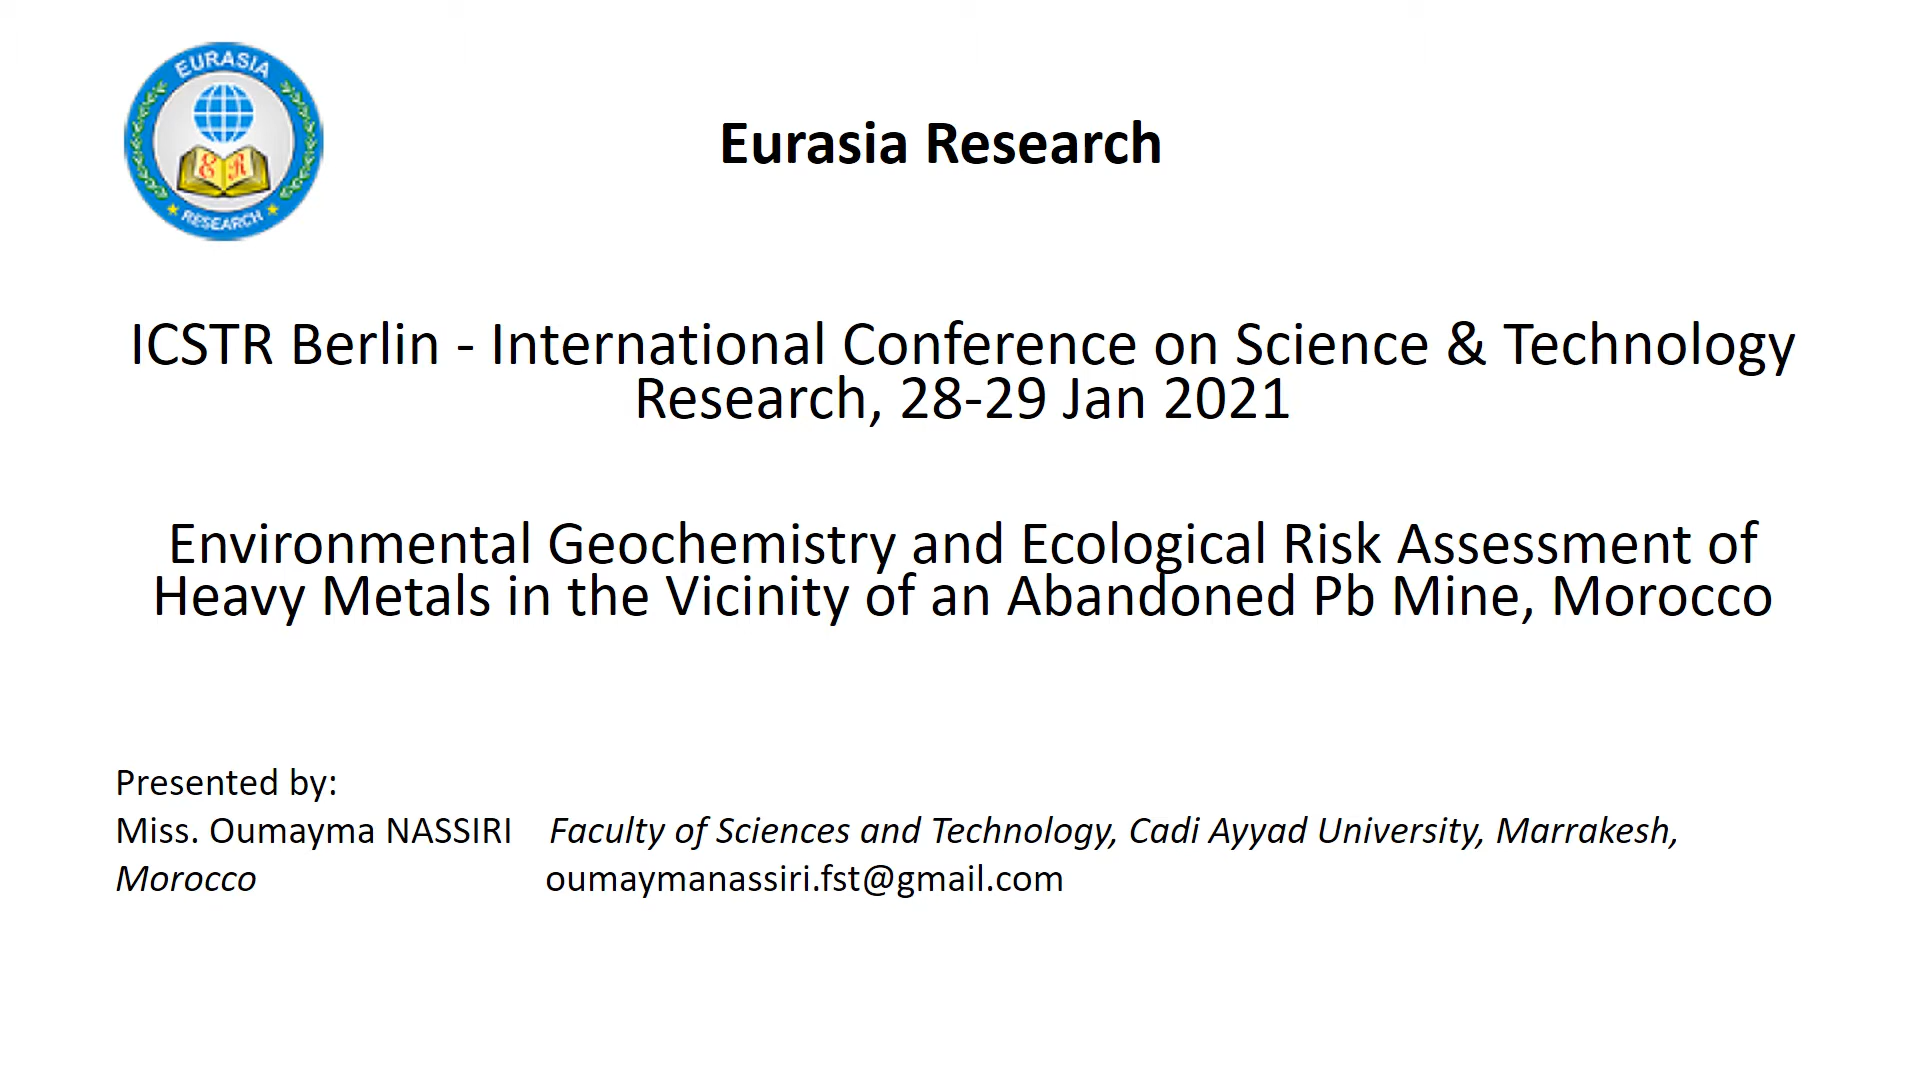 EURASIA
E R
RESEARCH
Eurasia Research
ICSTR Berlin - International Conference on Science & Technology
Research, 28-29 Jan 2021
Environmental Geochemistry and Ecological Risk Assessment of
Heavy Metals in the Vicinity of an Abandoned Pb Mine, Morocco
Presented by:
Miss. Oumayma NASSIRI Faculty of Sciences and Technology, Cadi Ayyad University, Marrakesh,
Morocco oumaymanassiri.fst@gmail.com